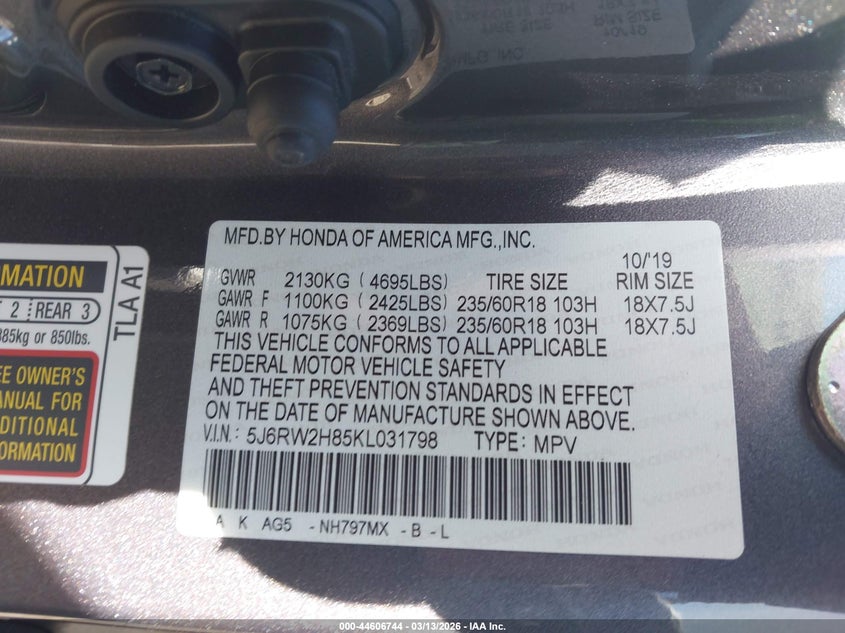 MFD.BY HONDA OF AMERICA MFG.,INC.
10/'19
GVWR 2130KG ( 4695LBS) TIRE SIZE RIM SIZE
GAWR F 1100KG ( 2425LBS) 235/60R18 103H 18X7.5J
GAWR R 1075KG ( 2369LBS) 235/60R18 103H 18X7.5J
THIS VEHICLE CONFORMS TO ALL APPLICABLE
FEDERAL MOTOR VEHICLE SAFETY
AND THEFT PREVENTION STANDARDS IN EFFECT
ON THE DATE OF MANUFACTURE SHOWN ABOVE.
V.I.N.: 5J6RW2H85KL031798 TYPE: MPV
A K AG5 -NH797MX -B -L
MATION
2 REAR 3
385kg or 850lbs.
EE OWNER'S
ANUAL FOR
DITIONAL
FORMATION
TLA A1
000-44606744 - 03/13/2026 - IAA Inc.